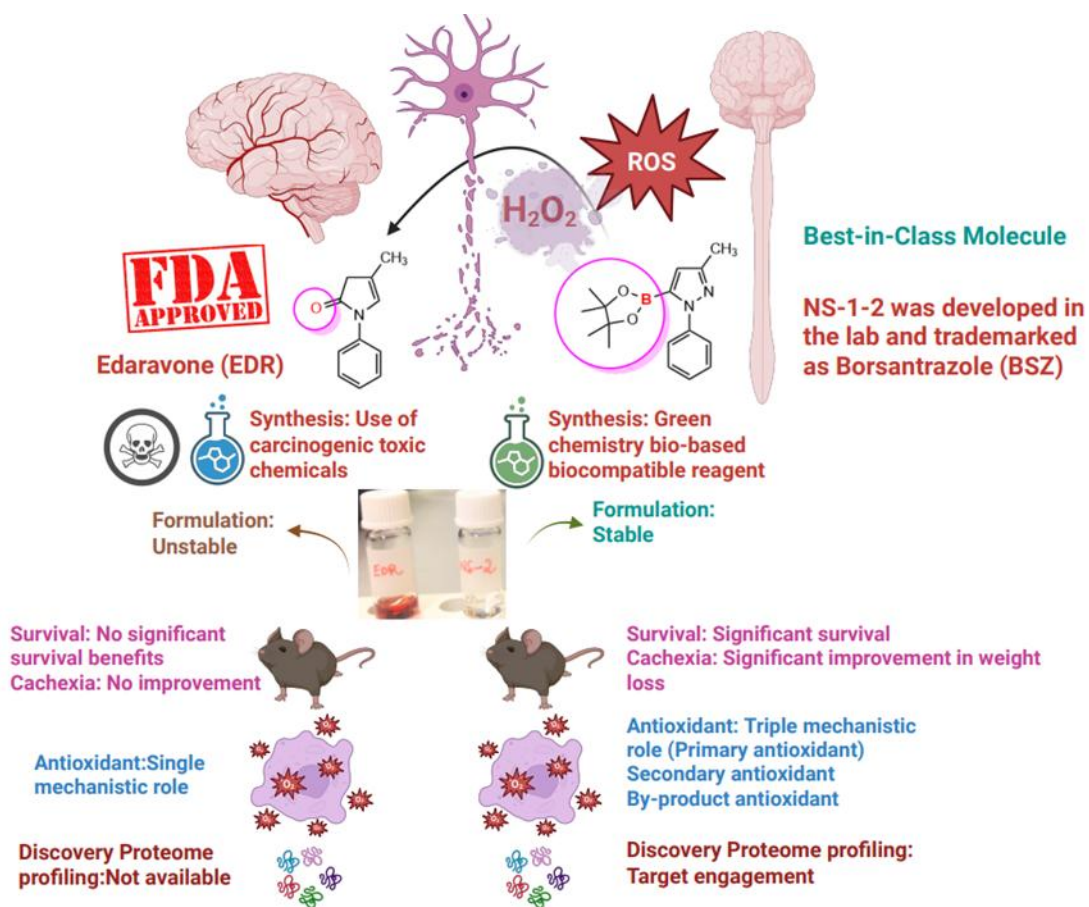 ROS
H2O2
FDA
APPROVED
CH3
O
N
Edaravone (EDR)
CH3
O
B
O
N
N
Best-in-Class Molecule
NS-1-2 was developed in
the lab and trademarked
as Borsantrazole (BSZ)
Synthesis: Use of
carcinogenic toxic
chemicals
Synthesis: Green
chemistry bio-based
biocompatible reagent
Formulation:
Unstable
EDR
NS-2
Formulation:
Stable
Survival: No significant
survival benefits
Cachexia: No improvement
Survival: Significant survival
Cachexia: Significant improvement in weight
loss
Antioxidant:Single
mechanistic role
O2
Antioxidant: Triple mechanistic
role (Primary antioxidant)
Secondary antioxidant
By-product antioxidant
O2
Discovery Proteome
profiling:Not available
Discovery Proteome profiling:
Target engagement